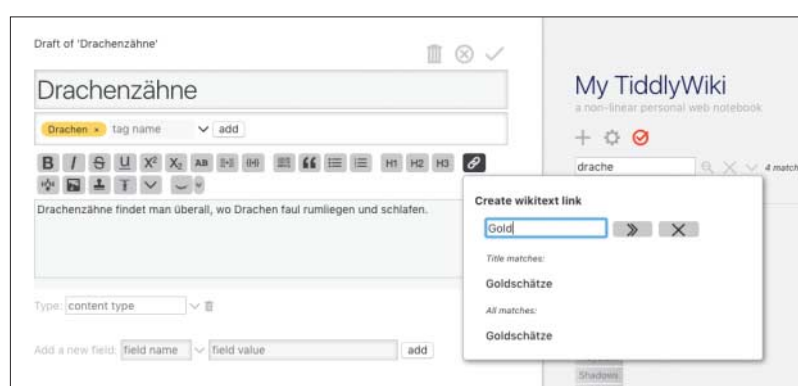 Draft of 'Drachenzähne'
Drachenzähne
Drachen × tag name add
B I S U X² X₂ AB H1 H2 H3
Drachenzähne findet man überall, wo Drachen faul rumliegen und schlafen.
Type: content type
Add a new field: field name field value add
My TiddlyWiki
a non-linear personal web notebook
drache 4 match
Create wikitext link
Gold
Title matches:
Goldschätze
All matches:
Goldschätze
Shadows